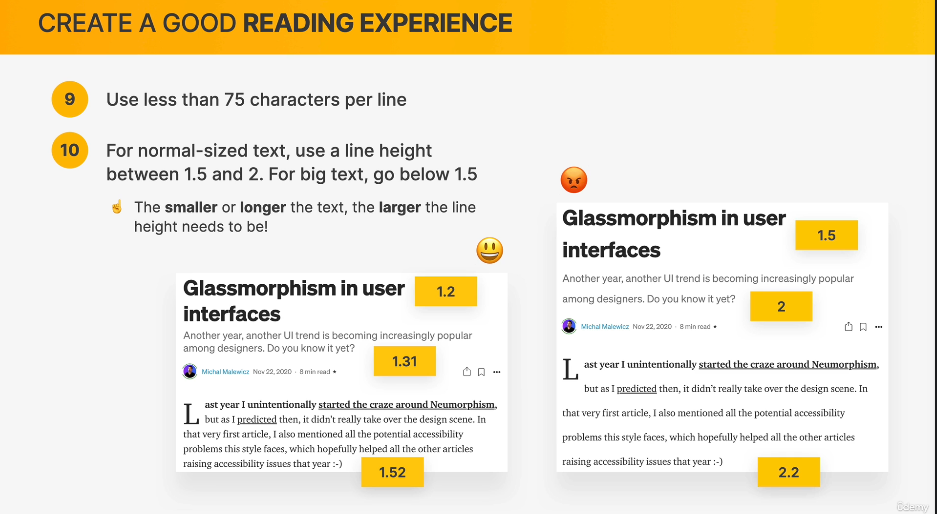 CREATE A GOOD READING EXPERIENCE
9
Use less than 75 characters per line
10
For normal-sized text, use a line height
between 1.5 and 2. For big text, go below 1.5
The smaller or longer the text, the larger the line
height needs to be!
Glassmorphism in user
interfaces
1.2
Another year, another UI trend is becoming increasingly popular
among designers. Do you know it yet?
1.31
Michal Malewicz Nov 22, 2020 · 8 min read
Last year I unintentionally started the craze around Neumorphism,
but as I predicted then, it didn't really take over the design scene. In
that very first article, I also mentioned all the potential accessibility
problems this style faces, which hopefully helped all the other articles
raising accessibility issues that year :-)
1.52
Glassmorphism in user
interfaces
1.5
Another year, another UI trend is becoming increasingly popular
among designers. Do you know it yet?
2
Michal Malewicz Nov 22, 2020 · 8 min read
Last year I unintentionally started the craze around Neumorphism,
but as I predicted then, it didn't really take over the design scene. In
that very first article, I also mentioned all the potential accessibility
problems this style faces, which hopefully helped all the other articles
raising accessibility issues that year :-)
2.2
Udemy